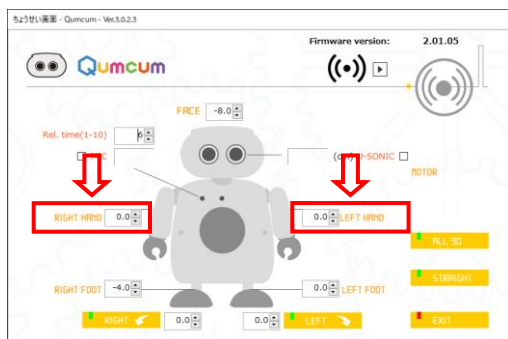 ちょうせい画面 - Qumcum - Ver.3.0.2.3
Firmware version: 2.01.05
Qumcum
FACE -8.0
Rel. time(1-10) 6
U-SONIC
MOTOR
RIGHT HAND 0.0
0.0 LEFT HAND
ALL 90
STRAIGHT
RIGHT FOOT -4.0
0.0 LEFT FOOT
RIGHT 0.0
0.0 LEFT
EXIT